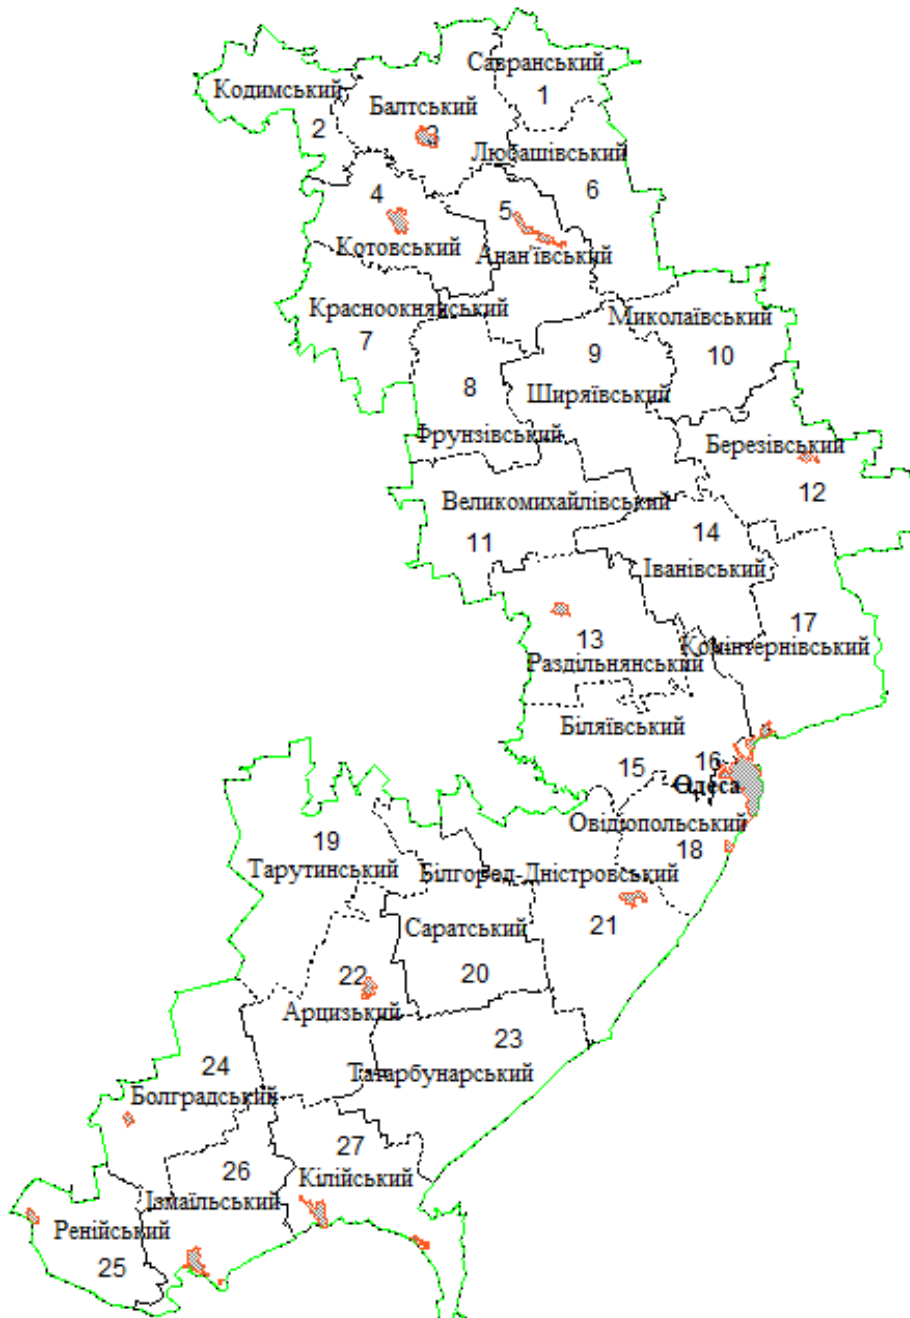 Савранський
1
Кодимський
2
Балтський
3
Любашівський
6
4
Котовський
5
Ананʼївський
Красноокнянський
7
Миколаївський
10
9
Ширяївський
8
Фрунзівський
Березівський
12
Великомихайлівський
11
14
Іванівський
13
Раздільнянський
17
Комінтернівський
Біляївський
15
16
Одеса
Овідіопольський
18
19
Тарутинський
Білгород-Дністровський
21
Саратський
20
22
Арцизький
23
Татарбунарський
24
Болградський
27
Кілійський
26
Ізмаїльський
Ренійський
25